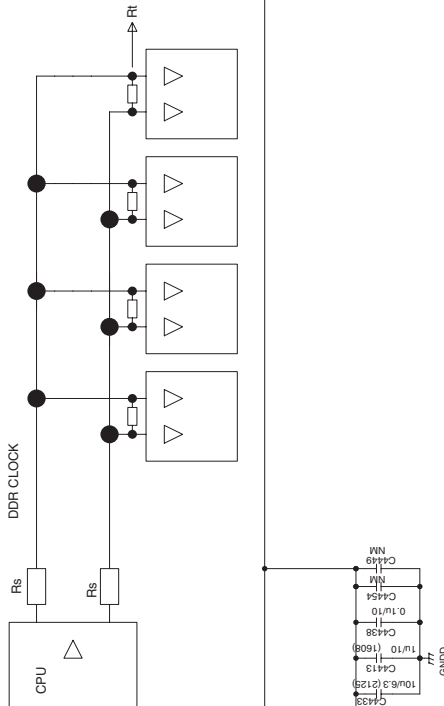 Rt
DDR CLOCK
Rs
Rs
CPU
NM
C4449
NM
C4454
0.1u/10
C4438
1u/10 (1608)
C4413
10u/6.3 (2125)
C4433
GNDD